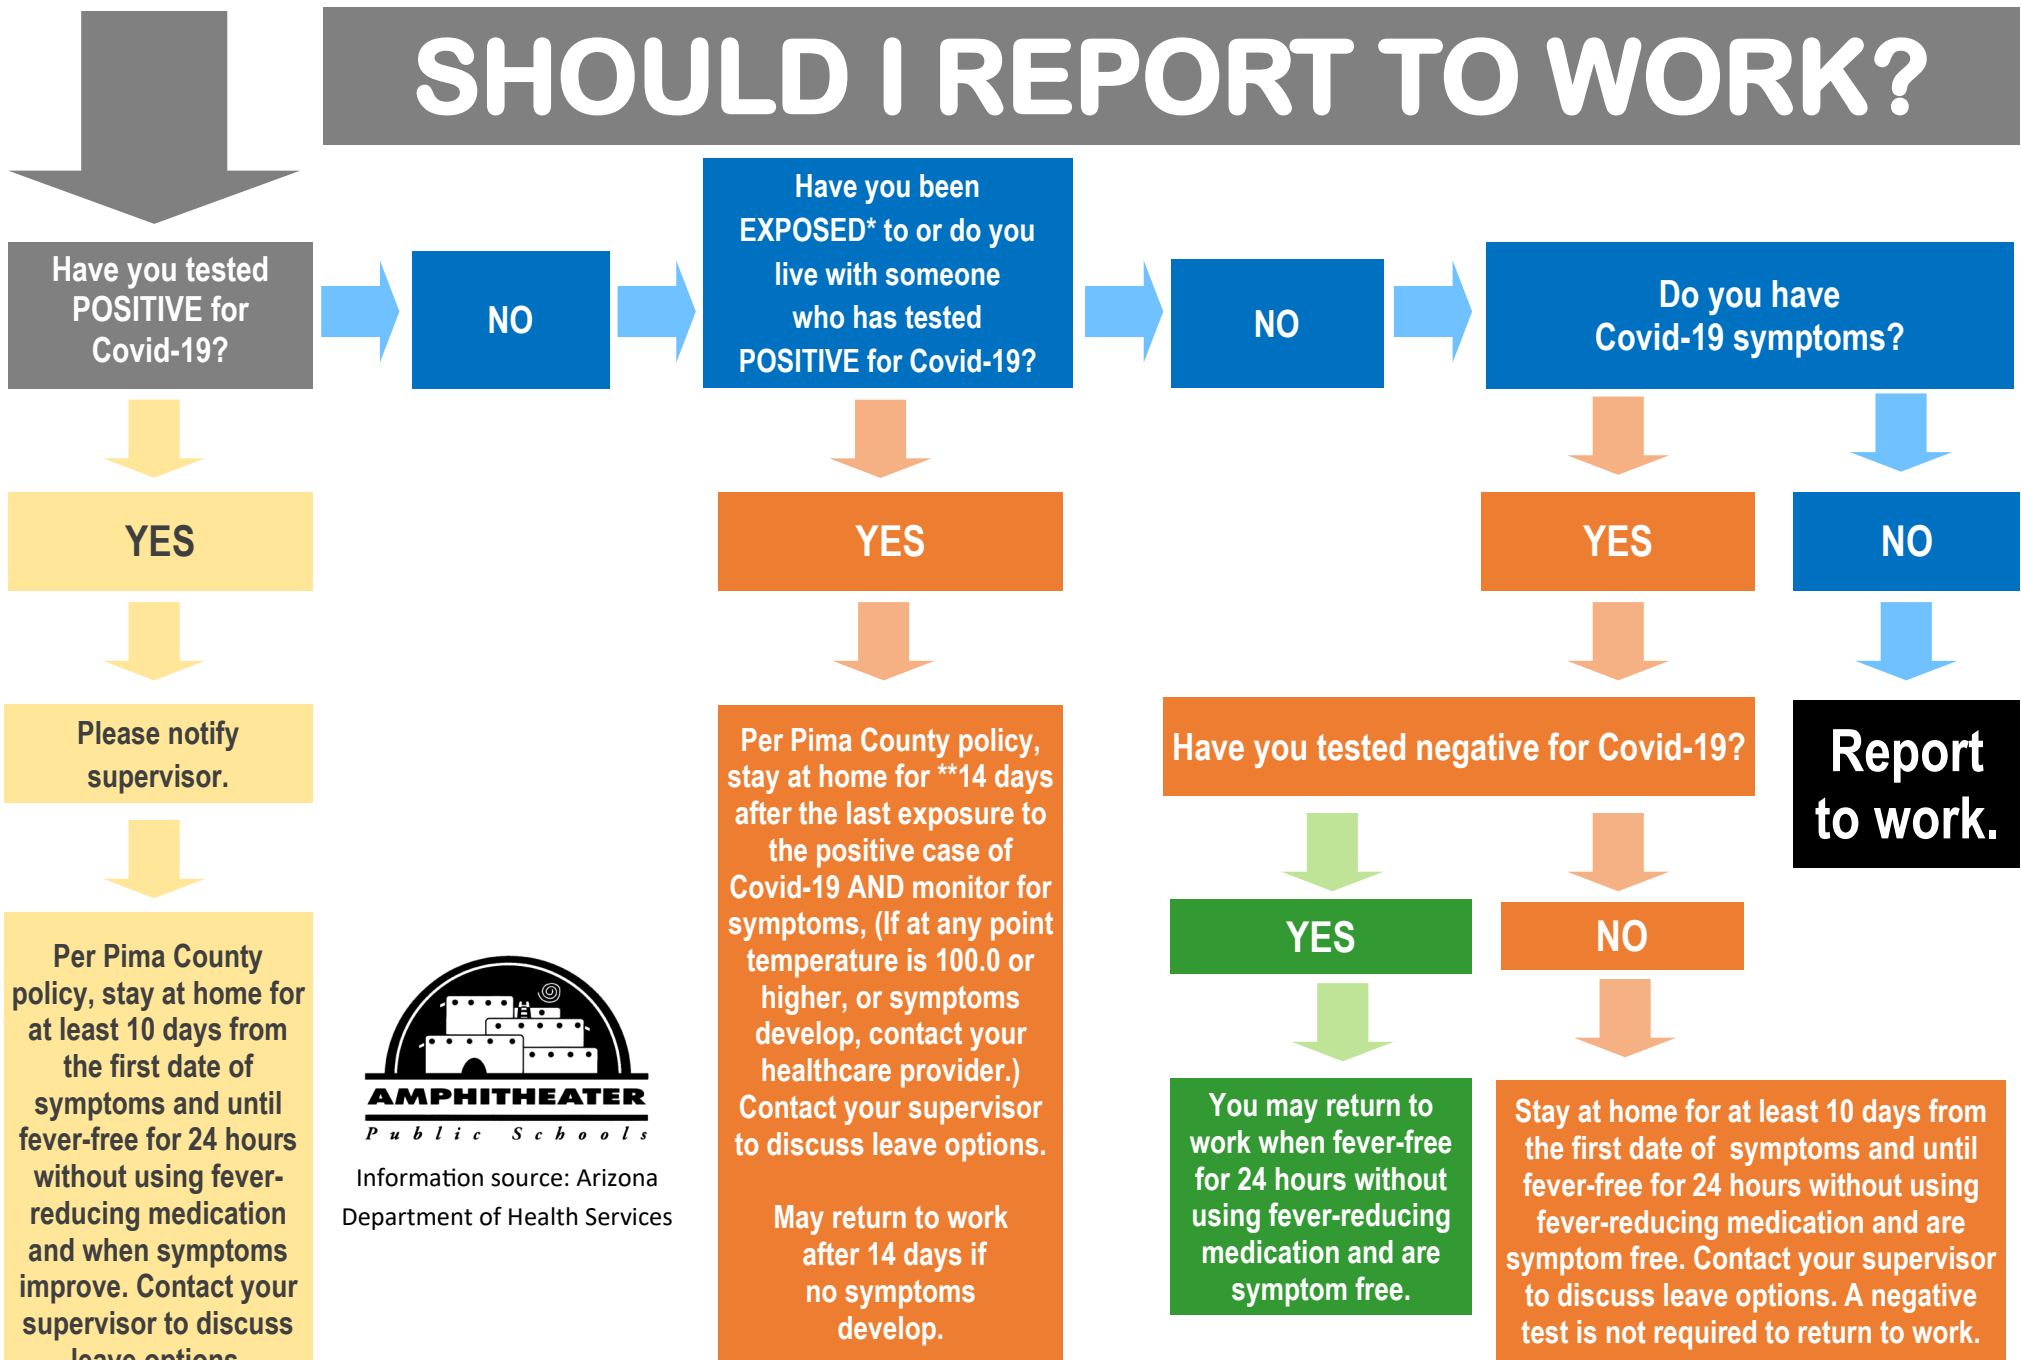 SHOULD I REPORT TO WORK?
Have you tested
POSITIVE for
Covid-19?
NO
Have you been
EXPOSED* to or do you
live with someone
who has tested
POSITIVE for Covid-19?
NO
Do you have
Covid-19 symptoms?
YES
YES
YES
NO
Please notify
supervisor.
Per Pima County
policy, stay at home for
at least 10 days from
the first date of
symptoms and until
fever-free for 24 hours
without using fever-
reducing medication
and when symptoms
improve. Contact your
supervisor to discuss
leave options
AMPHITHEATER
Public Schools
Information source: Arizona
Department of Health Services
Per Pima County policy,
stay at home for **14 days
after the last exposure to
the positive case of
Covid-19 AND monitor for
symptoms, (If at any point
temperature is 100.0 or
higher, or symptoms
develop, contact your
healthcare provider.)
Contact your supervisor
to discuss leave options.
May return to work
after 14 days if
no symptoms
develop.
Have you tested negative for Covid-19?
Report
to work.
YES
NO
You may return to
work when fever-free
for 24 hours without
using fever-reducing
medication and are
symptom free.
Stay at home for at least 10 days from
the first date of symptoms and until
fever-free for 24 hours without using
fever-reducing medication and are
symptom free. Contact your supervisor
to discuss leave options. A negative
test is not required to return to work.